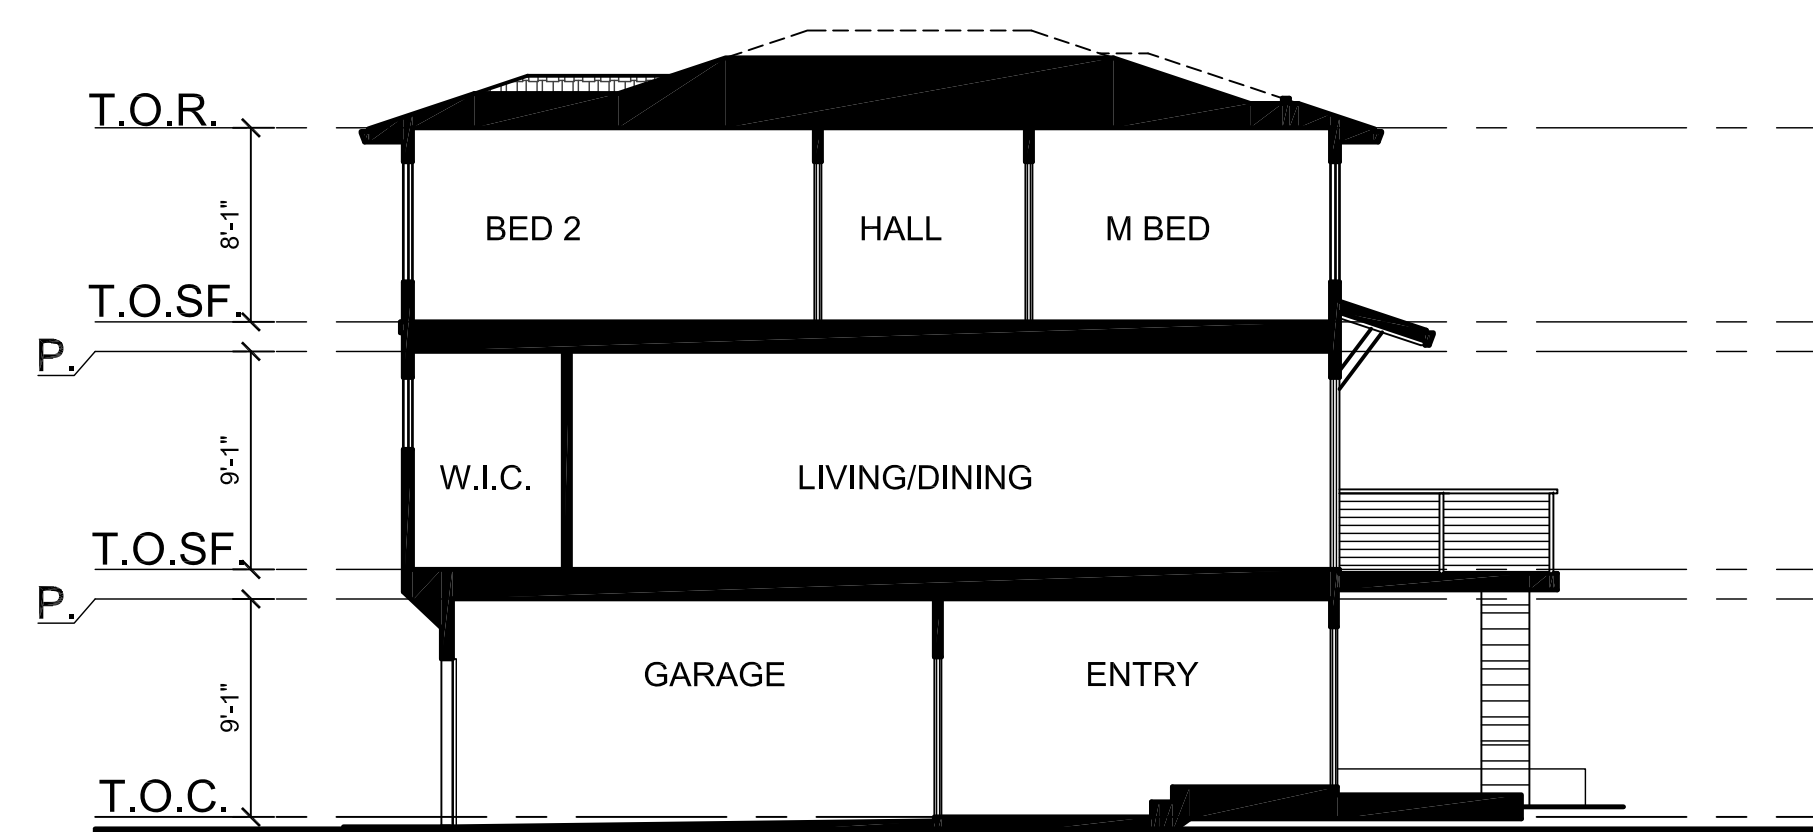 T.O.R.
8'-1"
BED 2
HALL
M BED
T.O.SF.
P.
9'-1"
W.I.C.
LIVING/DINING
T.O.SF.
P.
9'-1"
GARAGE
ENTRY
T.O.C.